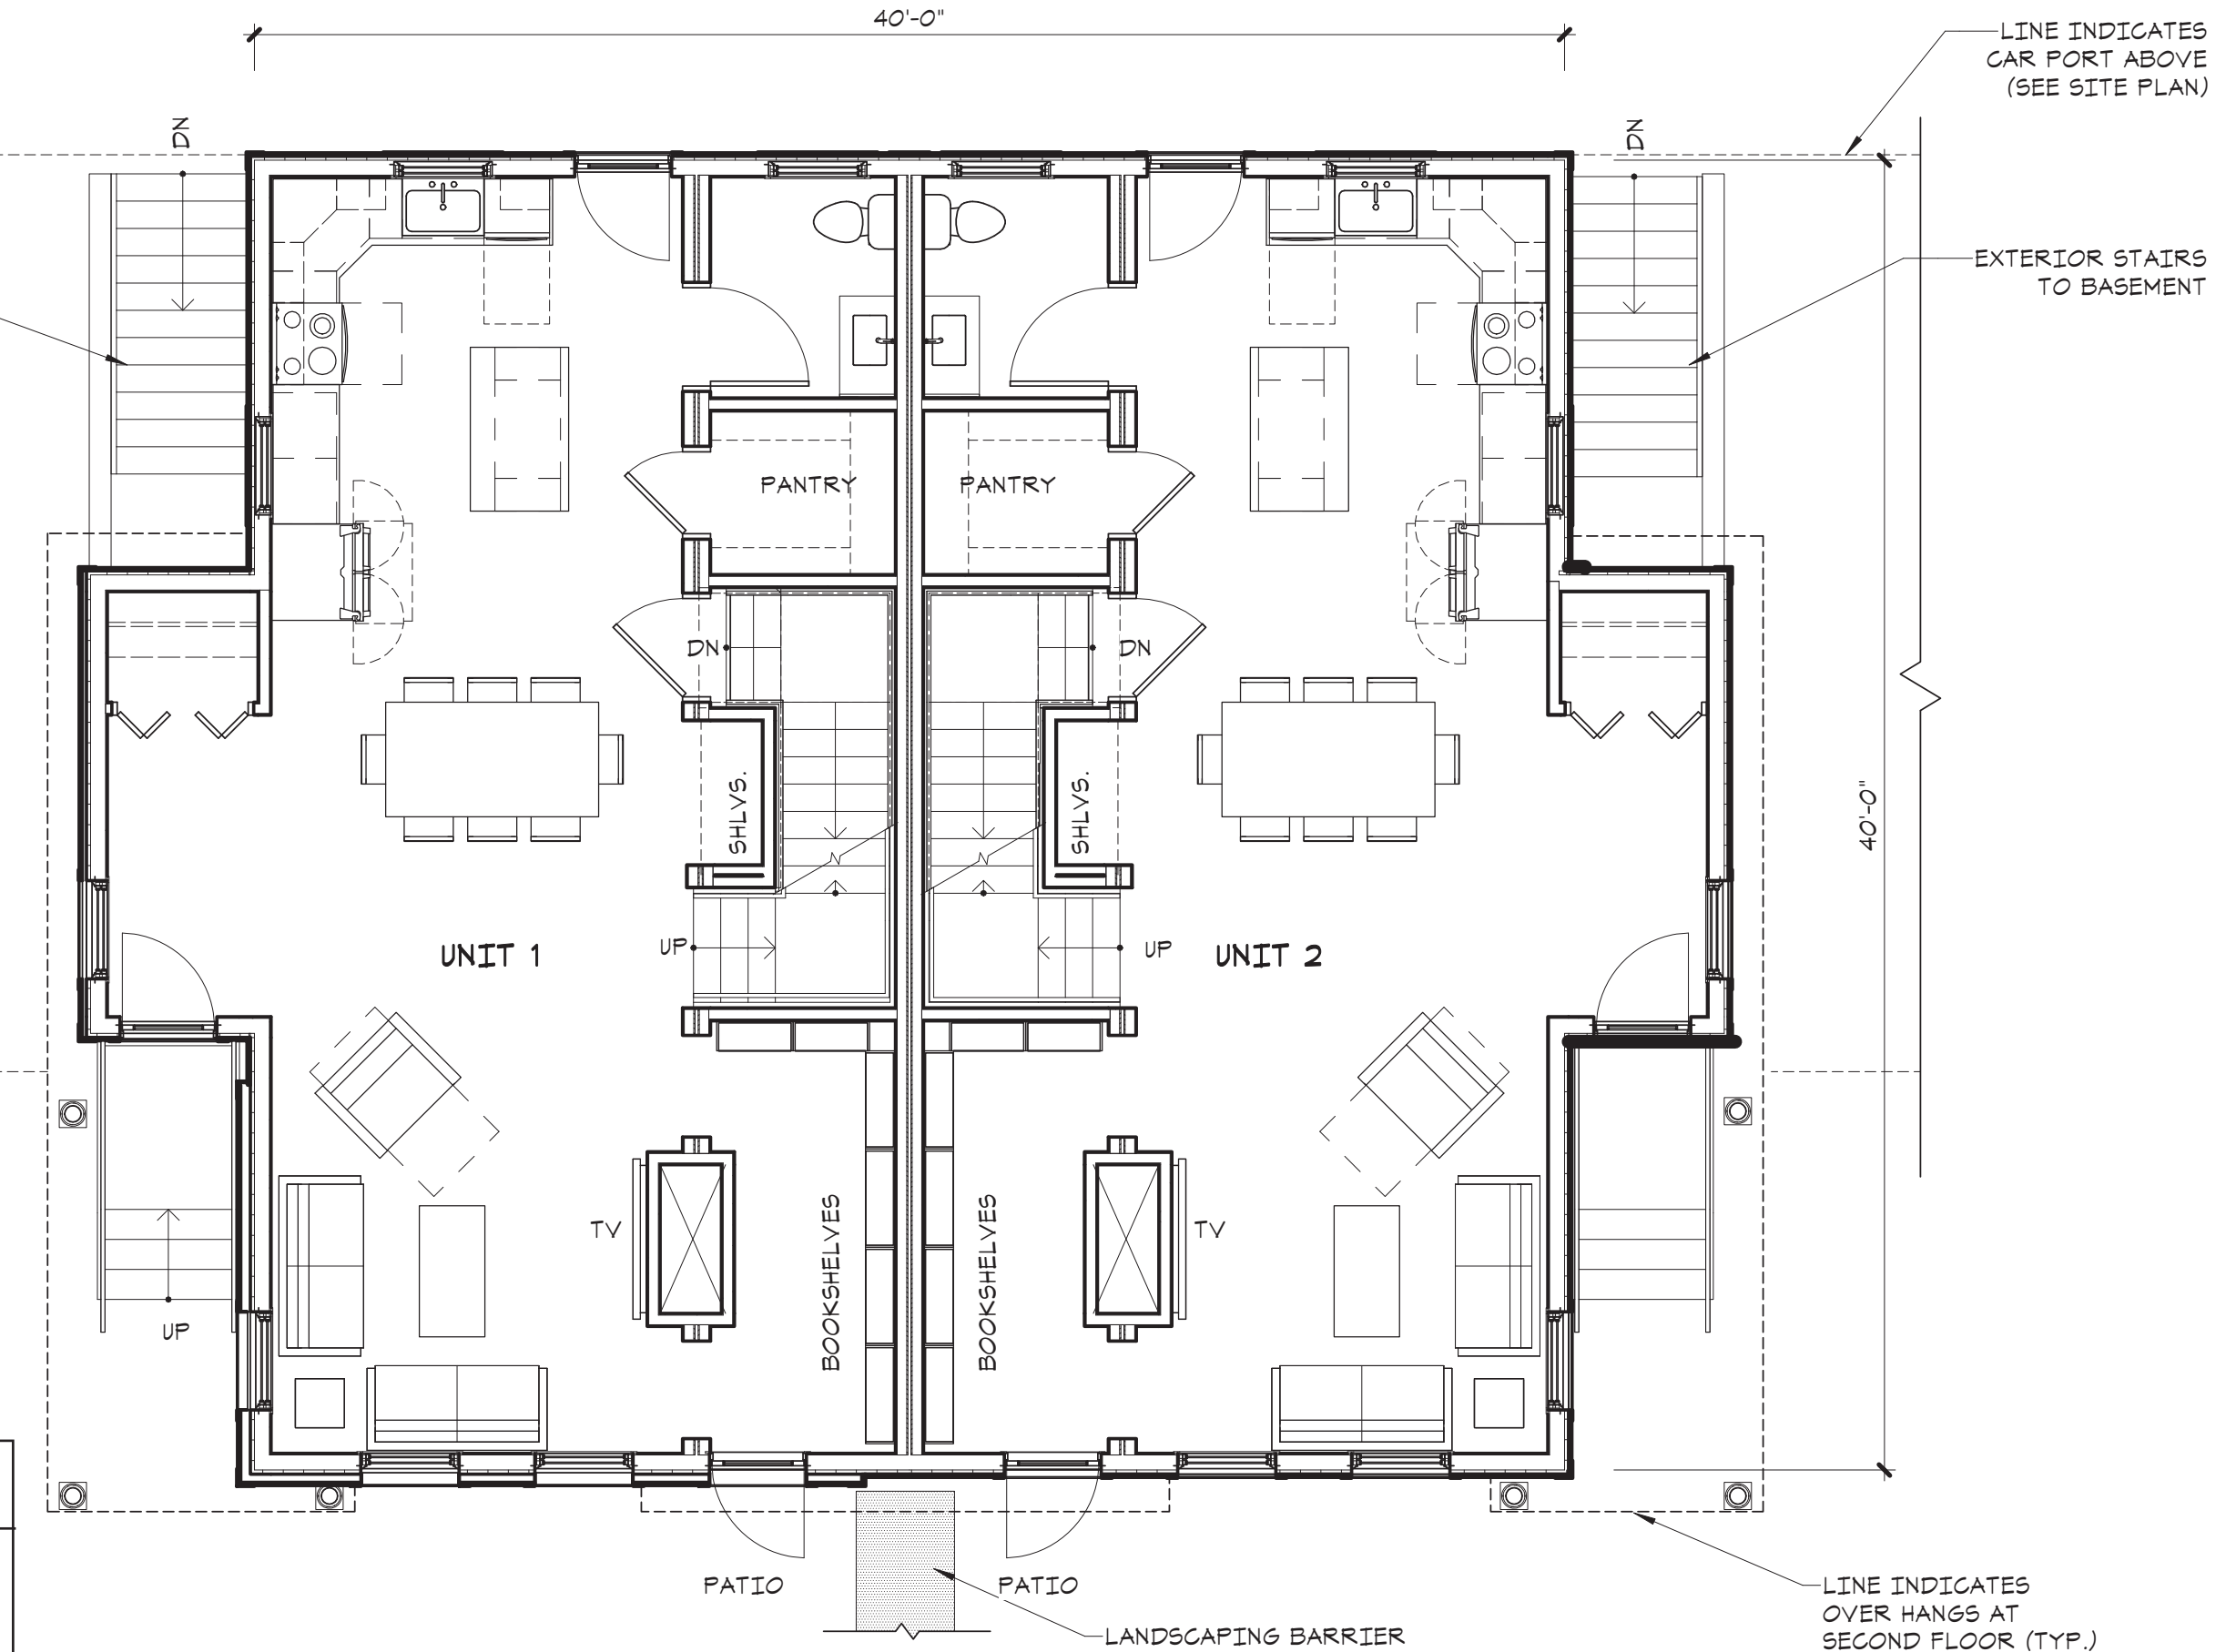 40'-0"
LINE INDICATES
CAR PORT ABOVE
(SEE SITE PLAN)
DN
DN
EXTERIOR STAIRS
TO BASEMENT
PANTRY
PANTRY
DN
DN
SHLVS.
SHLVS.
40'-0"
UNIT 1
UP
UP
UNIT 2
TV
BOOKSHELVES
BOOKSHELVES
TV
UP
PATIO
PATIO
LANDSCAPING BARRIER
LINE INDICATES
OVER HANGS AT
SECOND FLOOR (TYP.)